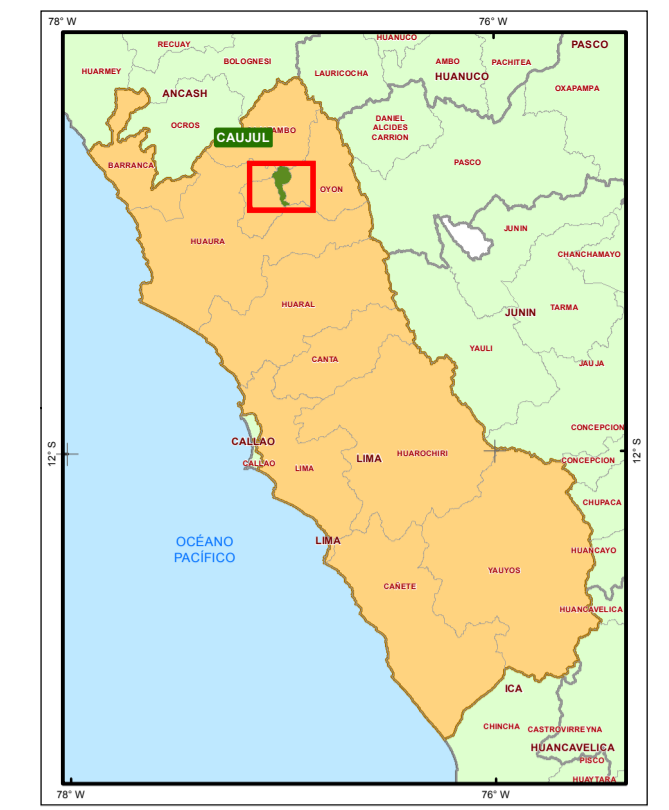 78° W
76° W
RECUAY
HUANUCO
PASCO
BOLOGNESI
AMBO
PACHITEA
HUARMEY
LAURICOCHA
HUANUCO
OXAPAMPA
ANCASH
DANIEL
ALCIDES
CARRION
OCROS
CAUJUL
AMBO
BARRANCA
PASCO
OYON
JUNIN
HUAURA
CHANCHAMAYO
HUARAL
JUNIN
TARMA
YAULI
CANTA
JAUJA
CONCEPCION
CALLAO
12° S
12° S
LIMA
HUAROCHIRI
CALLAO
LIMA
CONCEPCION
CHUPACA
OCÉANO
PACÍFICO
LIMA
HUANCAYO
YAUYOS
CAÑETE
HUANCAVELICA
ICA
CHINCHA
CASTROVIRREYNA
HUANCAVELICA
PISCO
HUAYTARA
78° W
76° W